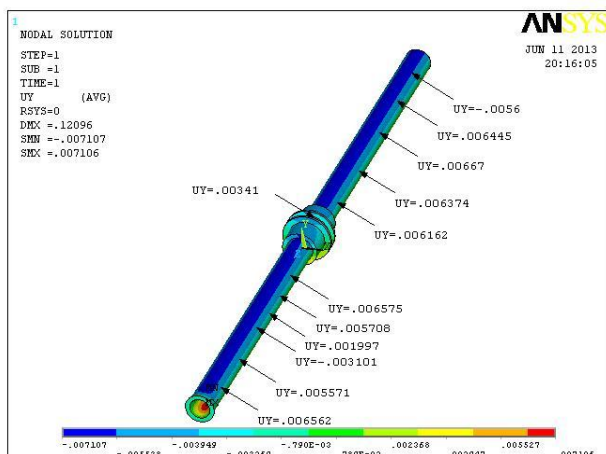 1
ANSYS
NODAL SOLUTION
JUN 11 2013
20:16:05
STEP=1
SUB =1
TIME=1
UY (AVG)
RSYS=0
DMX =.12096
SMN =-.007107
SMX =.007106
UY=-.0056
UY=.006445
UY=.00667
UY=.006374
UY=.00341
UY=.006162
UY=.006575
UY=.005708
UY=.001997
UY=-.003101
UY=.005571
UY=.006562
-.007107 -.003949 -.790E-03 .002368 .005527